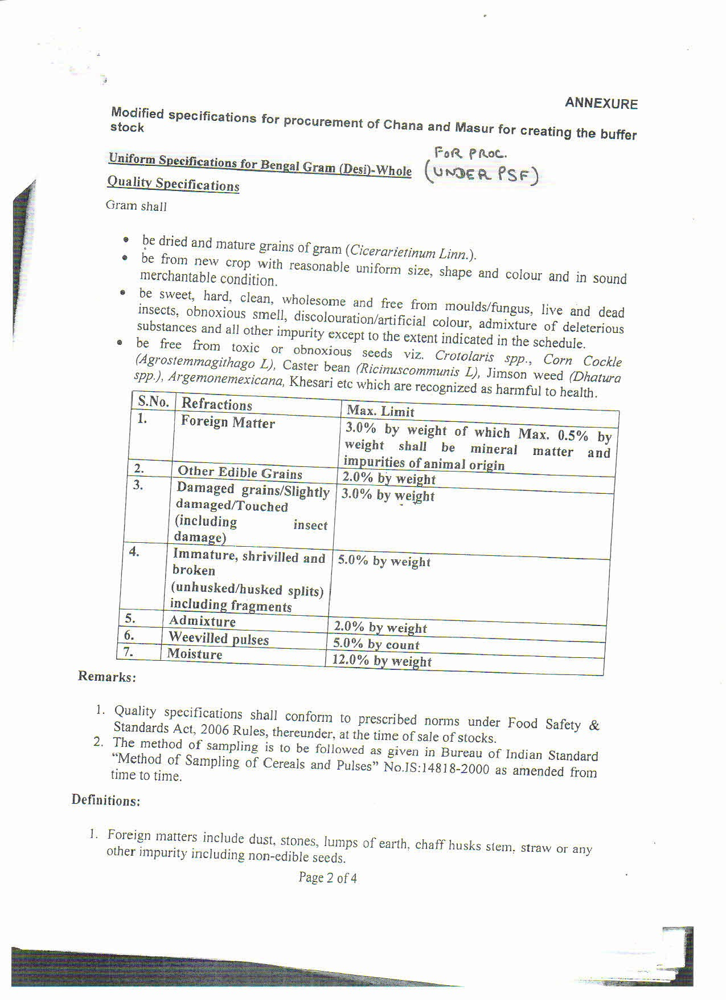 ANNEXURE
Modified specifications for procurement of Chana and Masur for creating the buffer
stock
FOR PROC.
Uniform Specifications for Bengal Gram (Desi)-Whole (UNDER PSF)
Quality Specifications
Gram shall
• be dried and mature grains of gram (Cicerarietinum Linn.).
• be from new crop with reasonable uniform size, shape and colour and in sound
merchantable condition.
• be sweet, hard, clean, wholesome and free from moulds/fungus, live and dead
insects, obnoxious smell, discolouration/artificial colour, admixture of deleterious
substances and all other impurity except to the extent indicated in the schedule.
• be free from toxic or obnoxious seeds viz. Crotolaris spp., Corn Cockle
(Agrostemmagithago L), Caster bean (Ricinuscommunis L), Jimson weed (Dhatura
spp.), Argemonemexicana, Khesari etc which are recognized as harmful to health.
S.No. Refractions Max. Limit
1. Foreign Matter 3.0% by weight of which Max. 0.5% by
weight shall be mineral matter and
impurities of animal origin
2. Other Edible Grains 2.0% by weight
3. Damaged grains/Slightly 3.0% by weight
damaged/Touched
(including insect
damage)
4. Immature, shrivilled and 5.0% by weight
broken
(unhusked/husked splits)
including fragments
5. Admixture 2.0% by weight
6. Weevilled pulses 5.0% by count
7. Moisture 12.0% by weight
Remarks:
1. Quality specifications shall conform to prescribed norms under Food Safety &
Standards Act, 2006 Rules, thereunder, at the time of sale of stocks.
2. The method of sampling is to be followed as given in Bureau of Indian Standard
“Method of Sampling of Cereals and Pulses” No.IS:14818-2000 as amended from
time to time.
Definitions:
1. Foreign matters include dust, stones, lumps of earth, chaff husks stem, straw or any
other impurity including non-edible seeds.
Page 2 of 4